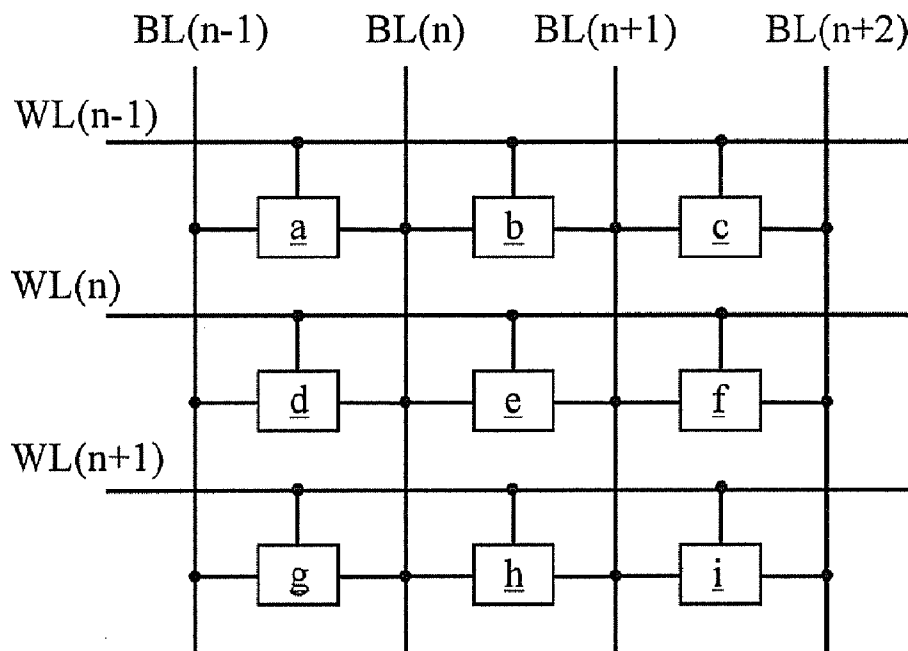 BL(n-1) BL(n) BL(n+1) BL(n+2)
WL(n-1)
a b c
WL(n)
d e f
WL(n+1)
g h i